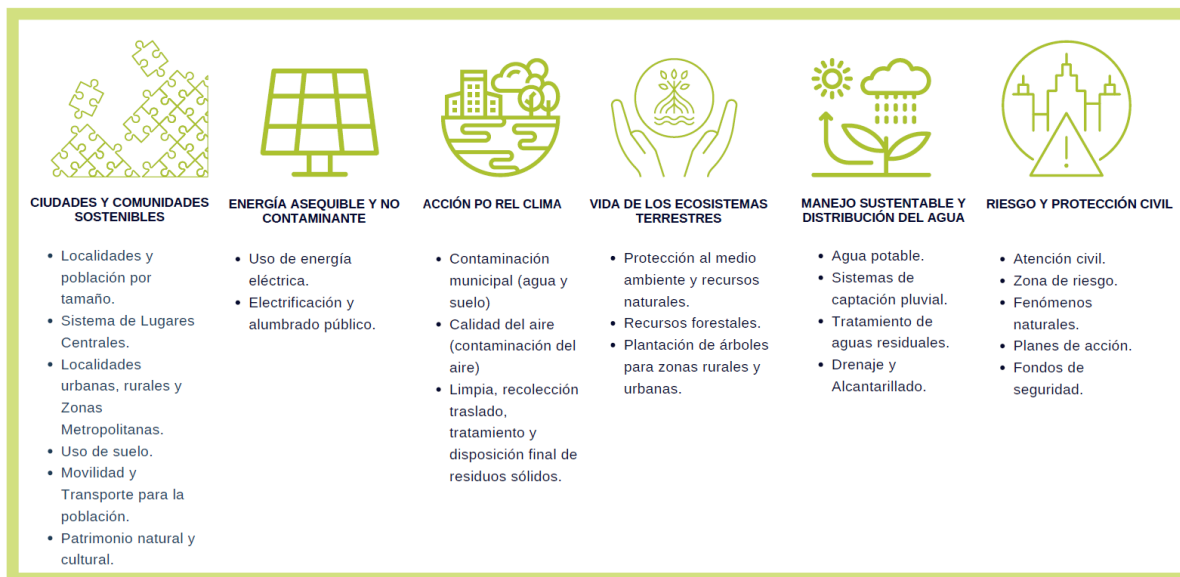 CIUDADES Y COMUNIDADES
SOSTENIBLES
• Localidades y
población por
tamaño.
• Sistema de Lugares
Centrales.
• Localidades
urbanas, rurales y
Zonas
Metropolitanas.
• Uso de suelo.
• Movilidad y
Transporte para la
población.
• Patrimonio natural y
cultural.
ENERGÍA ASEQUIBLE Y NO
CONTAMINANTE
• Uso de energía
eléctrica.
• Electrificación y
alumbrado público.
ACCIÓN PO REL CLIMA
• Contaminación
municipal (agua y
suelo)
• Calidad del aire
(contaminación del
aire)
• Limpia, recolección
traslado,
tratamiento y
disposición final de
residuos sólidos.
VIDA DE LOS ECOSISTEMAS
TERRESTRES
• Protección al medio
ambiente y recursos
naturales.
• Recursos forestales.
• Plantación de árboles
para zonas rurales y
urbanas.
MANEJO SUSTENTABLE Y
DISTRIBUCIÓN DEL AGUA
• Agua potable.
• Sistemas de
captación pluvial.
• Tratamiento de
aguas residuales.
• Drenaje y
Alcantarillado.
RIESGO Y PROTECCIÓN CIVIL
• Atención civil.
• Zona de riesgo.
• Fenómenos
naturales.
• Planes de acción.
• Fondos de
seguridad.